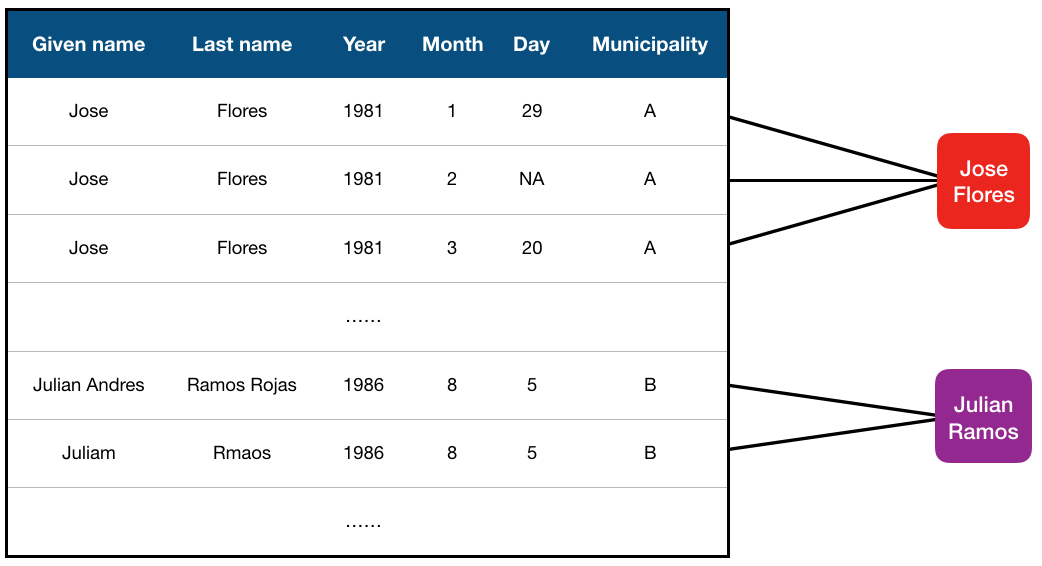 Given name Last name Year Month Day Municipality
Jose Flores 1981 1 29 A
Jose Flores 1981 2 NA A
Jose Flores 1981 3 20 A
......
Julian Andres Ramos Rojas 1986 8 5 B
Juliam Rmaos 1986 8 5 B
......
Jose
Flores
Julian
Ramos